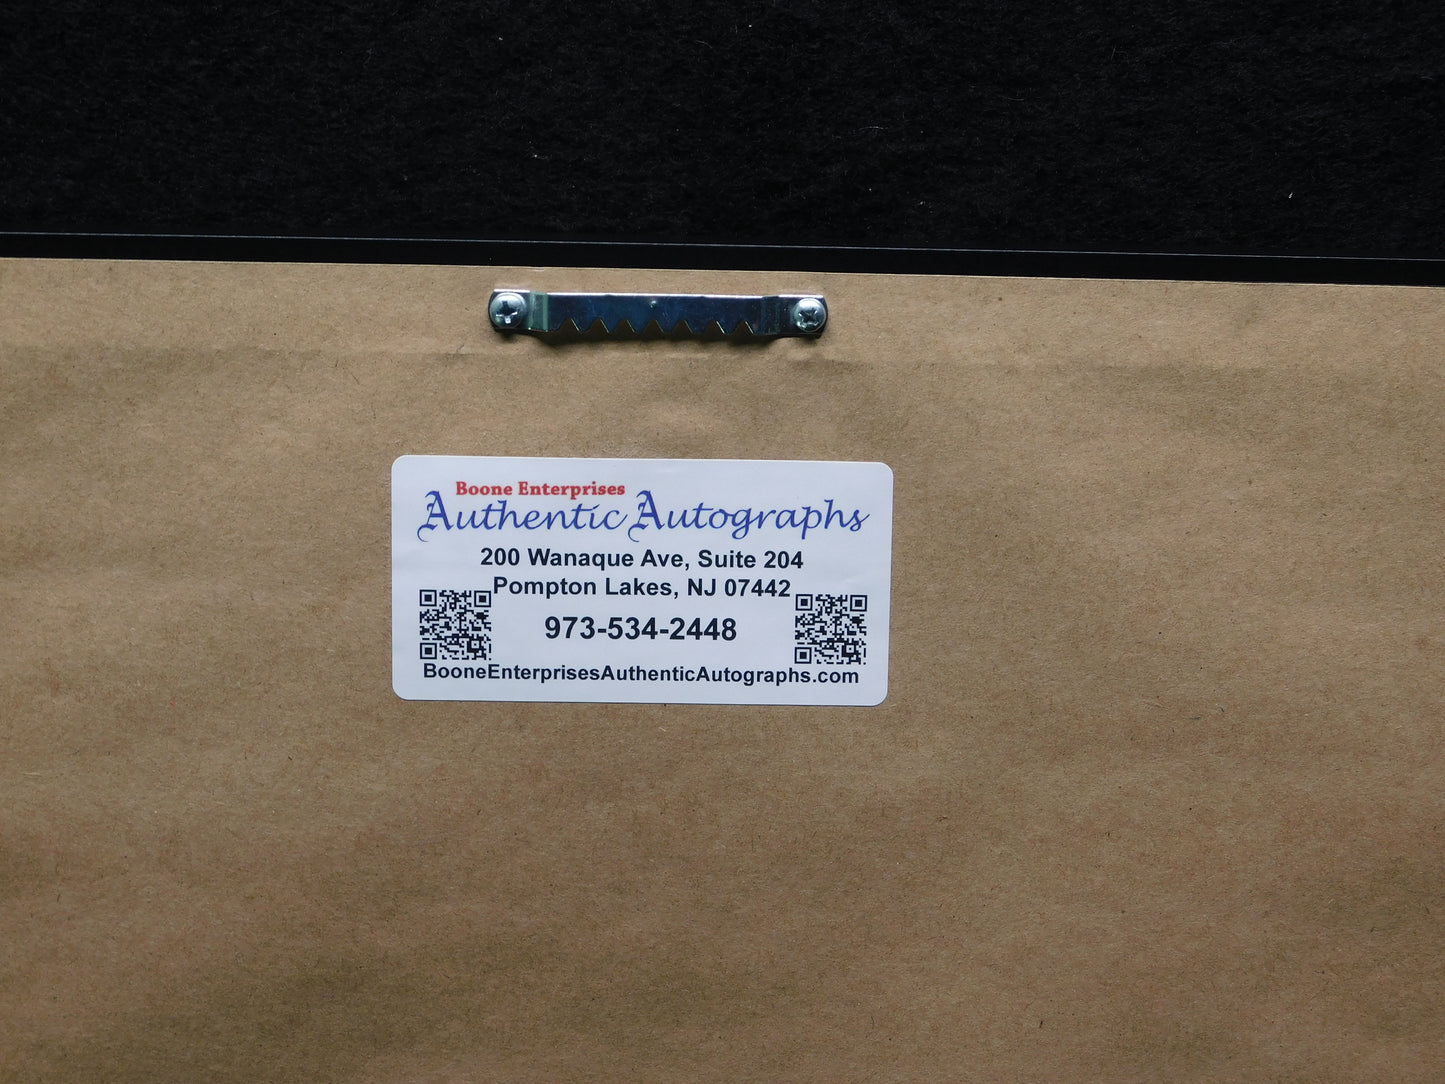 Boone Enterprises
Authentic Autographs
200 Wanaque Ave, Suite 204
Pompton Lakes, NJ 07442
973-534-2448
BooneEnterprisesAuthenticAutographs.com